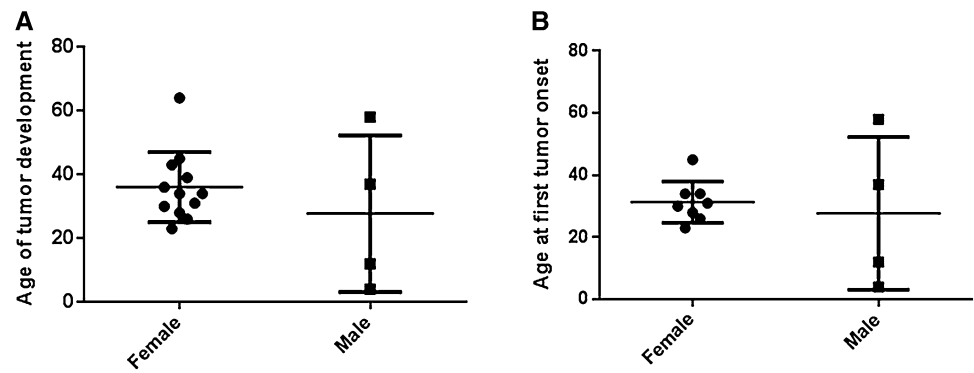 A
B
Age of tumor development
80
60
40
20
0
Female
Male
Age at first tumor onset
80
60
40
20
0
Female
Male